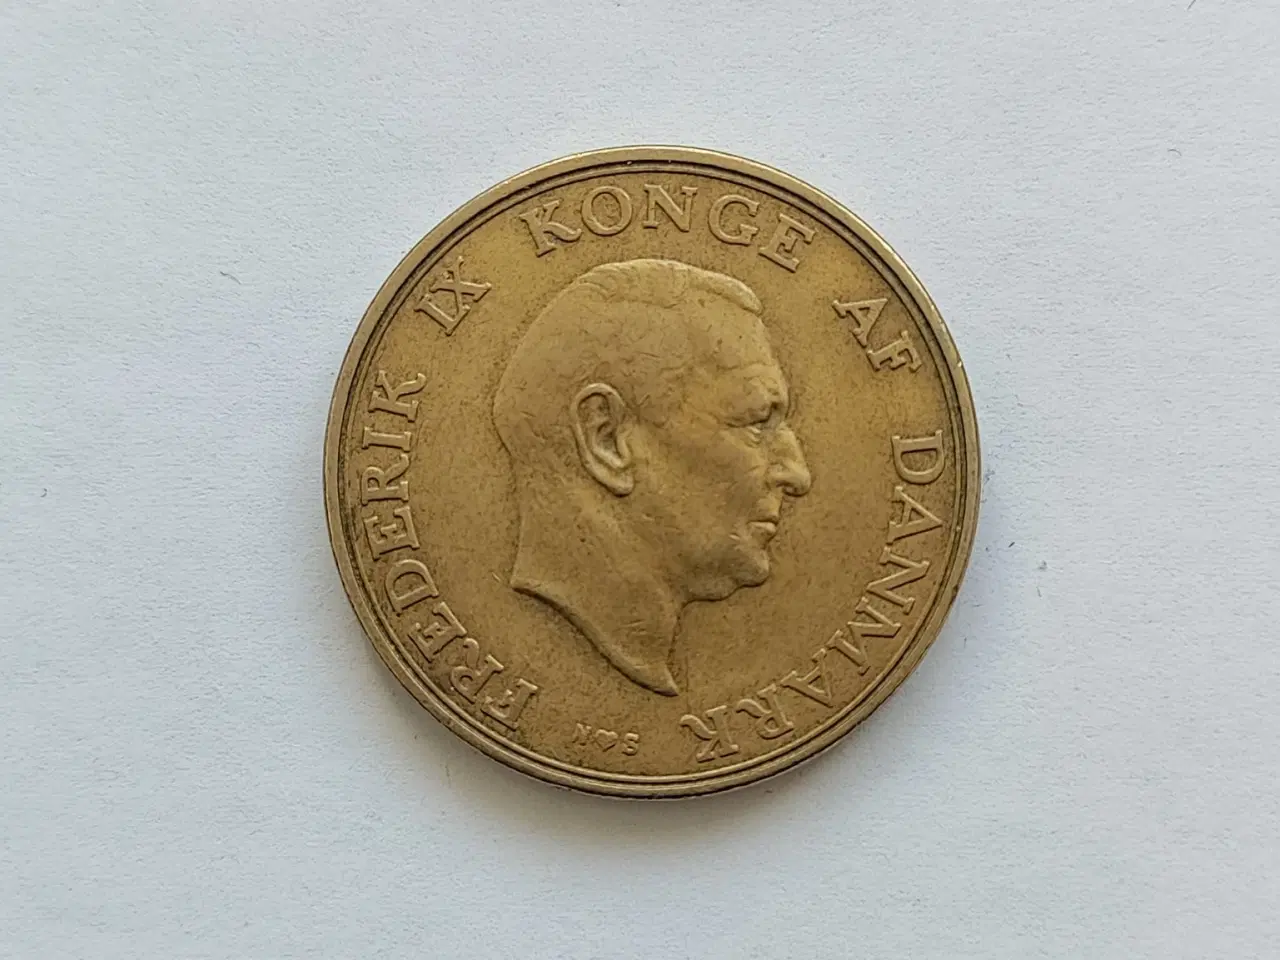 FREDERIK IX KONGE AF DANMARK
N♥S